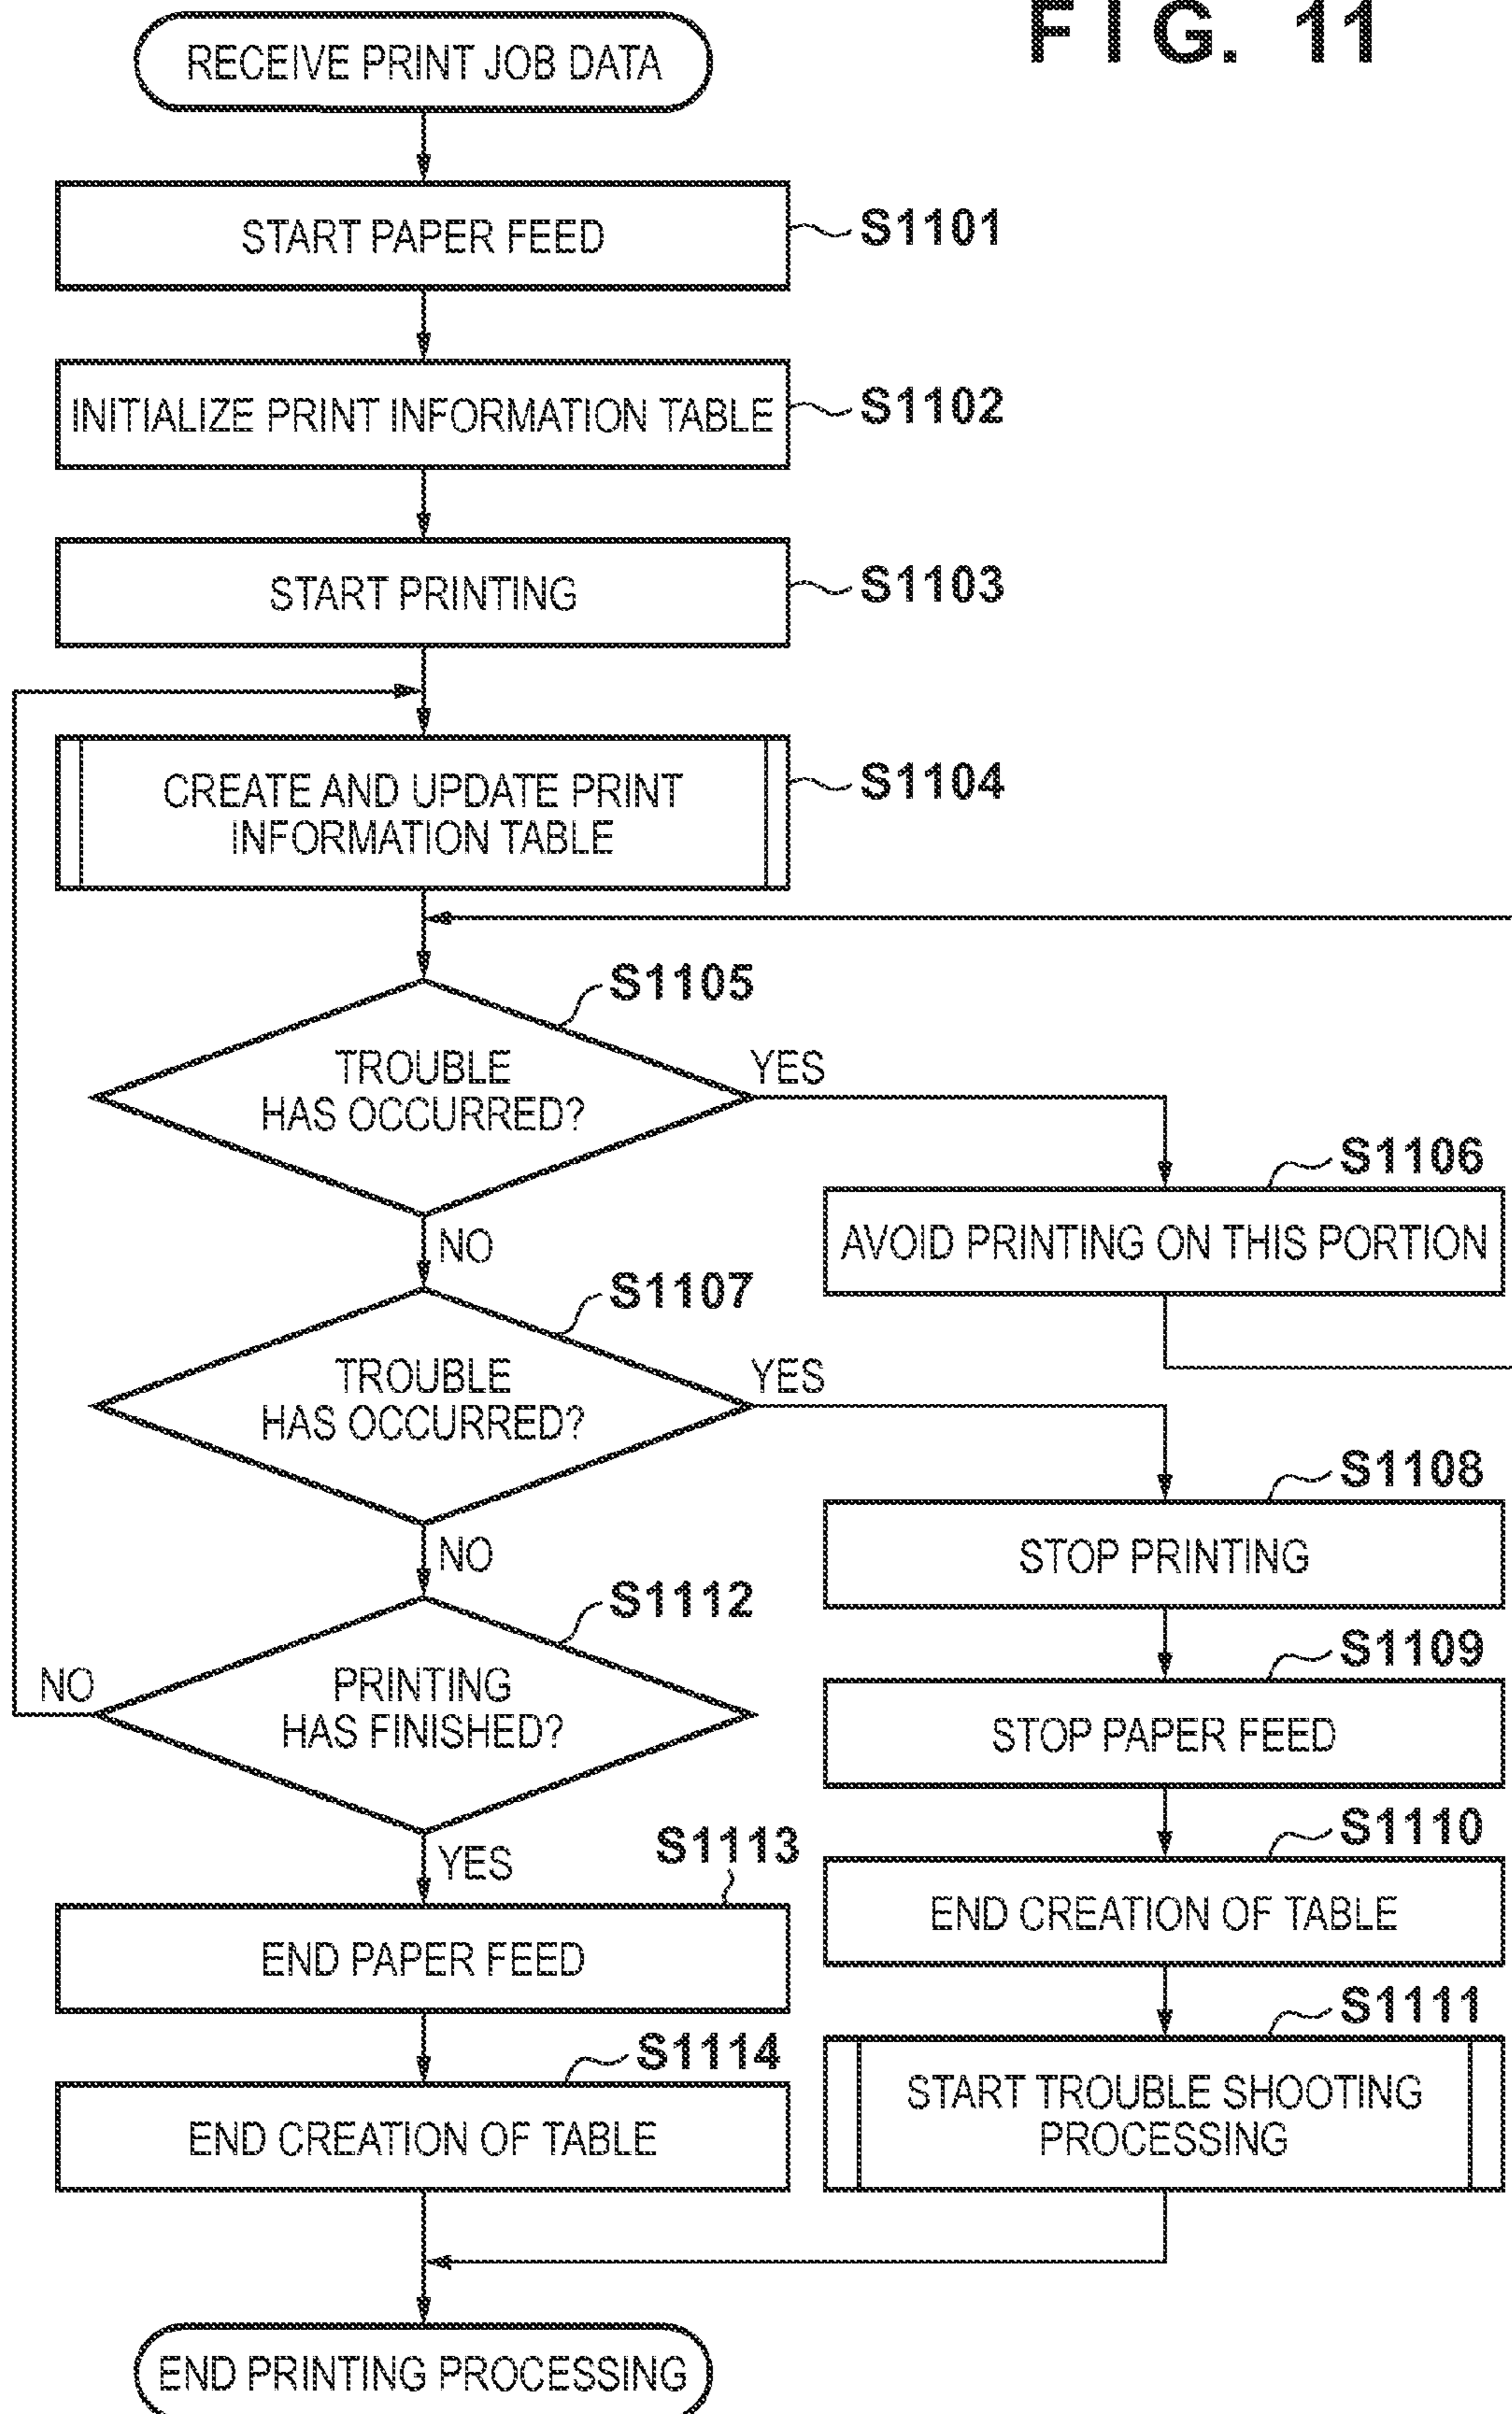 FIG. 11
RECEIVE PRINT JOB DATA
START PAPER FEED
S1101
INITIALIZE PRINT INFORMATION TABLE
S1102
START PRINTING
S1103
CREATE AND UPDATE PRINT
INFORMATION TABLE
S1104
S1105
TROUBLE
HAS OCCURRED?
YES
NO
S1106
AVOID PRINTING ON THIS PORTION
S1107
TROUBLE
HAS OCCURRED?
YES
NO
S1108
STOP PRINTING
S1109
STOP PAPER FEED
S1110
END CREATION OF TABLE
S1111
START TROUBLE SHOOTING
PROCESSING
S1112
PRINTING
HAS FINISHED?
NO
YES
S1113
END PAPER FEED
S1114
END CREATION OF TABLE
END PRINTING PROCESSING